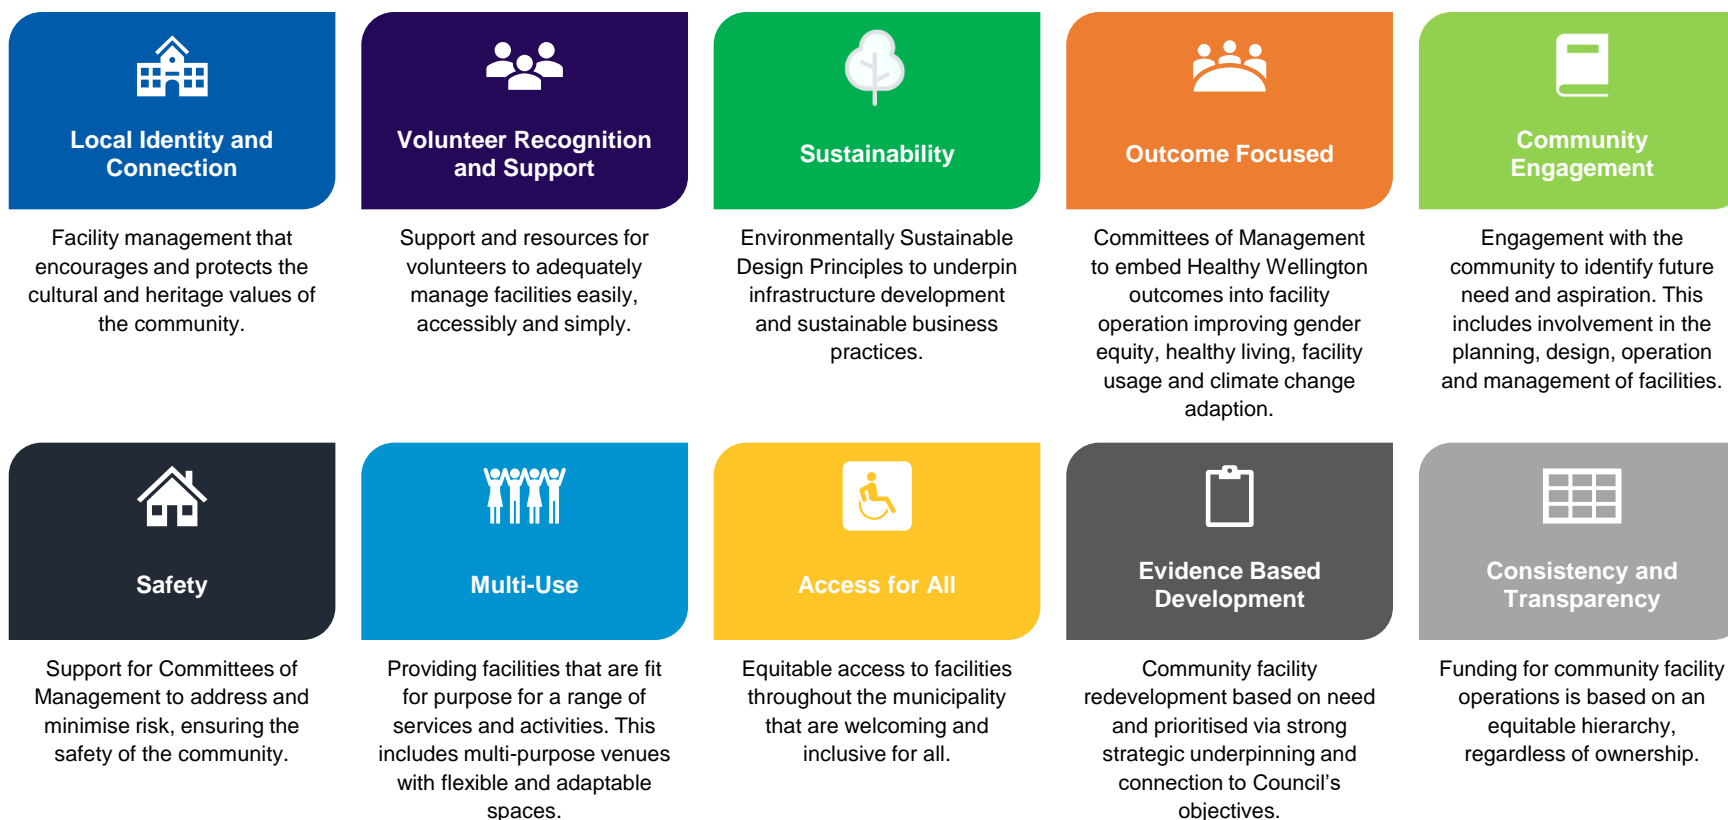 Local Identity and
Connection
Facility management that
encourages and protects the
cultural and heritage values of
the community.
Volunteer Recognition
and Support
Support and resources for
volunteers to adequately
manage facilities easily,
accessibly and simply.
Sustainability
Environmentally Sustainable
Design Principles to underpin
infrastructure development
and sustainable business
practices.
Outcome Focused
Committees of Management
to embed Healthy Wellington
outcomes into facility
operation improving gender
equity, healthy living, facility
usage and climate change
adaption.
Community
Engagement
Engagement with the
community to identify future
need and aspiration. This
includes involvement in the
planning, design, operation
and management of facilities.
Safety
Support for Committees of
Management to address and
minimise risk, ensuring the
safety of the community.
Multi-Use
Providing facilities that are fit
for purpose for a range of
services and activities. This
includes multi-purpose venues
with flexible and adaptable
spaces.
Access for All
Equitable access to facilities
throughout the municipality
that are welcoming and
inclusive for all.
Evidence Based
Development
Community facility
redevelopment based on need
and prioritised via strong
strategic underpinning and
connection to Council’s
objectives.
Consistency and
Transparency
Funding for community facility
operations is based on an
equitable hierarchy,
regardless of ownership.